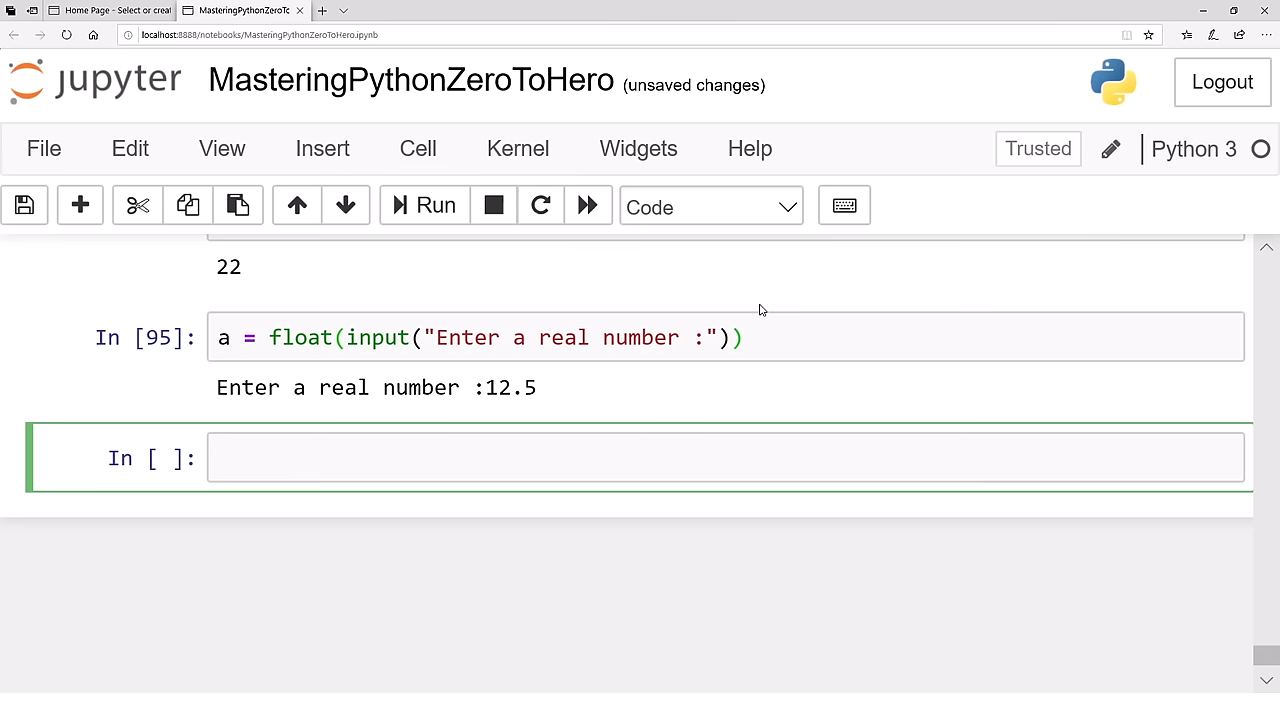 Home Page - Select or creat
MasteringPythonZeroTc
localhost:8888/notebooks/MasteringPythonZeroToHero.ipynb
jupyter MasteringPythonZeroToHero (unsaved changes) Logout
File Edit View Insert Cell Kernel Widgets Help Trusted Python 3
Run Code
22
In [95]: a = float(input("Enter a real number :"))
Enter a real number :12.5
In [ ]: